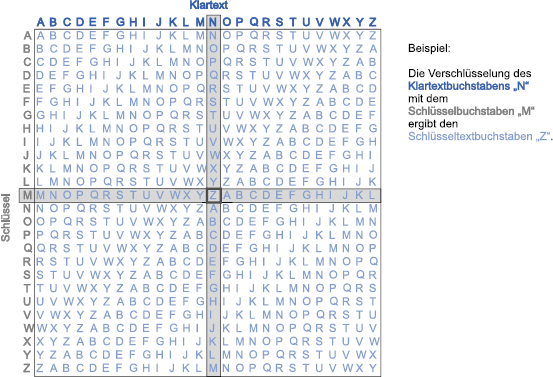 Klartext
A B C D E F G H I J K L M N O P Q R S T U V W X Y Z
A A B C D E F G H I J K L M N O P Q R S T U V W X Y Z
B B C D E F G H I J K L M N O P Q R S T U V W X Y Z A
C C D E F G H I J K L M N O P Q R S T U V W X Y Z A B
D D E F G H I J K L M N O P Q R S T U V W X Y Z A B C
E E F G H I J K L M N O P Q R S T U V W X Y Z A B C D
F F G H I J K L M N O P Q R S T U V W X Y Z A B C D E
G G H I J K L M N O P Q R S T U V W X Y Z A B C D E F
H H I J K L M N O P Q R S T U V W X Y Z A B C D E F G
I I J K L M N O P Q R S T U V W X Y Z A B C D E F G H
J J K L M N O P Q R S T U V W X Y Z A B C D E F G H I
K K L M N O P Q R S T U V W X Y Z A B C D E F G H I J
L L M N O P Q R S T U V W X Y Z A B C D E F G H I J K
M M N O P Q R S T U V W X Y Z A B C D E F G H I J K L
N N O P Q R S T U V W X Y Z A B C D E F G H I J K L M
O O P Q R S T U V W X Y Z A B C D E F G H I J K L M N
P P Q R S T U V W X Y Z A B C D E F G H I J K L M N O
Q Q R S T U V W X Y Z A B C D E F G H I J K L M N O P
R R S T U V W X Y Z A B C D E F G H I J K L M N O P Q
S S T U V W X Y Z A B C D E F G H I J K L M N O P Q R
T T U V W X Y Z A B C D E F G H I J K L M N O P Q R S
U U V W X Y Z A B C D E F G H I J K L M N O P Q R S T
V V W X Y Z A B C D E F G H I J K L M N O P Q R S T U
W W X Y Z A B C D E F G H I J K L M N O P Q R S T U V
X X Y Z A B C D E F G H I J K L M N O P Q R S T U V W
Y Y Z A B C D E F G H I J K L M N O P Q R S T U V W X
Z Z A B C D E F G H I J K L M N O P Q R S T U V W X Y
Schlüssel
Beispiel:
Die Verschlüsselung des
Klartextbuchstabens „N“
mit dem
Schlüsselbuchstaben „M“
ergibt den
Schlüsseltextbuchstaben „Z“.